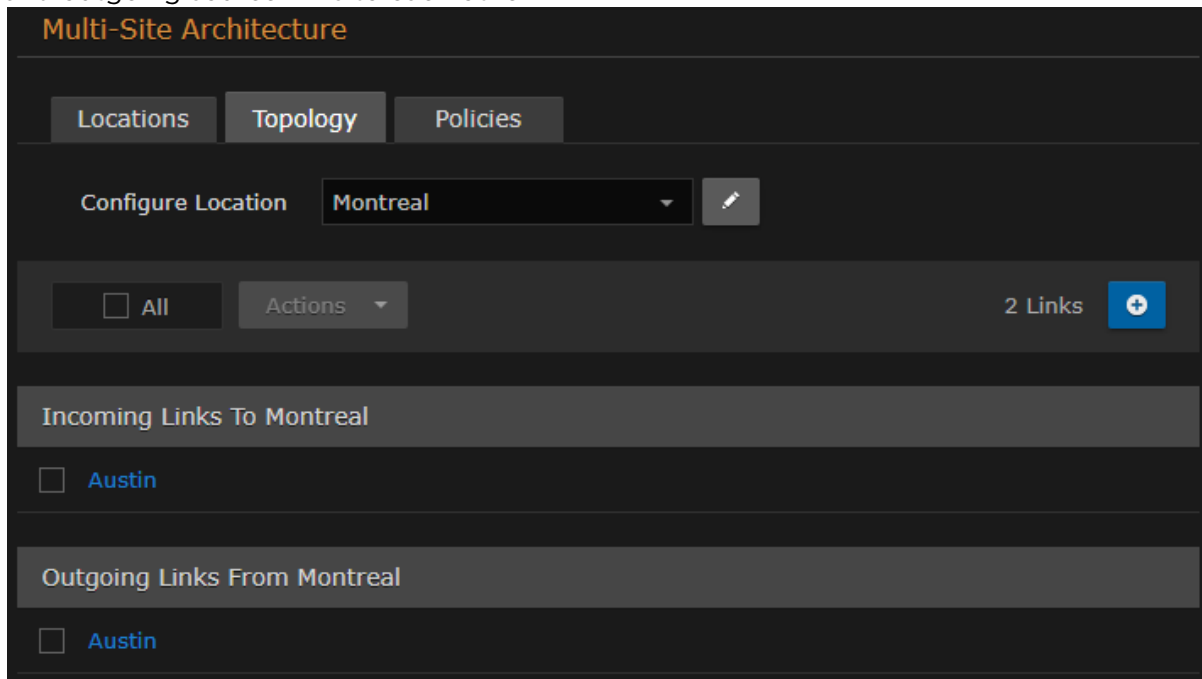 Multi-Site Architecture
Locations Topology Policies
Configure Location Montreal
All Actions 2 Links
Incoming Links To Montreal
Austin
Outgoing Links From Montreal
Austin